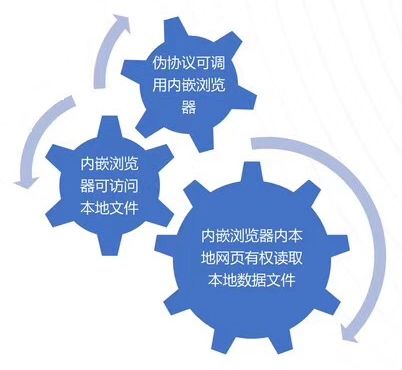 伪协议可调
用内嵌浏览
器
内嵌浏览
器可访问
本地文件
内嵌浏览器内本
地网页有权读取
本地数据文件